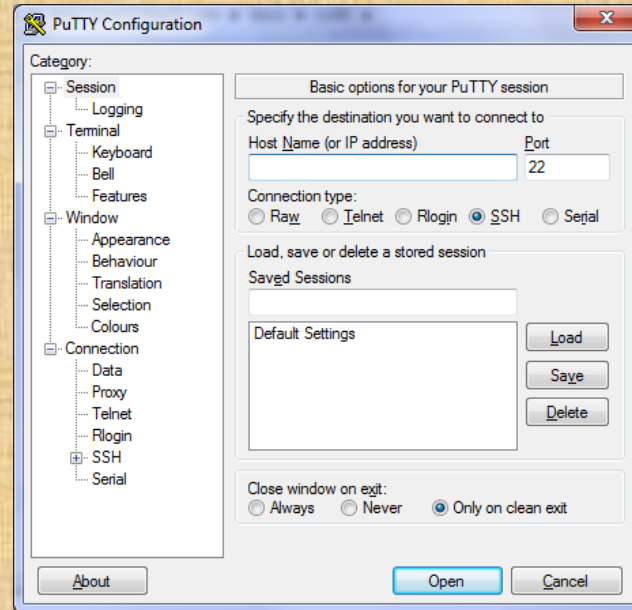 PuTTY Configuration
Category:
Session
Logging
Terminal
Keyboard
Bell
Features
Window
Appearance
Behaviour
Translation
Selection
Colours
Connection
Data
Proxy
Telnet
Rlogin
SSH
Serial
Basic options for your PuTTY session
Specify the destination you want to connect to
Host Name (or IP address) Port
22
Connection type:
Raw Telnet Rlogin SSH Serial
Load, save or delete a stored session
Saved Sessions
Default Settings
Load
Save
Delete
Close window on exit:
Always Never Only on clean exit
About Open Cancel